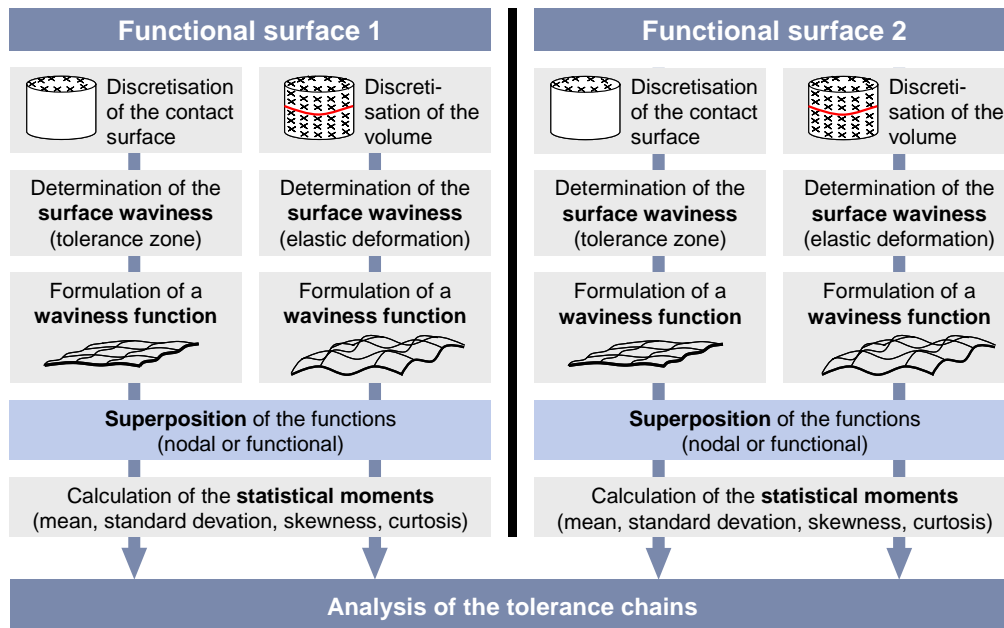 Functional surface 1
Discretisation
of the contact
surface
Discreti-
sation of the
volume
Determination of the
surface waviness
(tolerance zone)
Determination of the
surface waviness
(elastic deformation)
Formulation of a
waviness function
Formulation of a
waviness function
Superposition of the functions
(nodal or functional)
Calculation of the statistical moments
(mean, standard devation, skewness, curtosis)
Functional surface 2
Discretisation
of the contact
surface
Discreti-
sation of the
volume
Determination of the
surface waviness
(tolerance zone)
Determination of the
surface waviness
(elastic deformation)
Formulation of a
waviness function
Formulation of a
waviness function
Superposition of the functions
(nodal or functional)
Calculation of the statistical moments
(mean, standard devation, skewness, curtosis)
Analysis of the tolerance chains